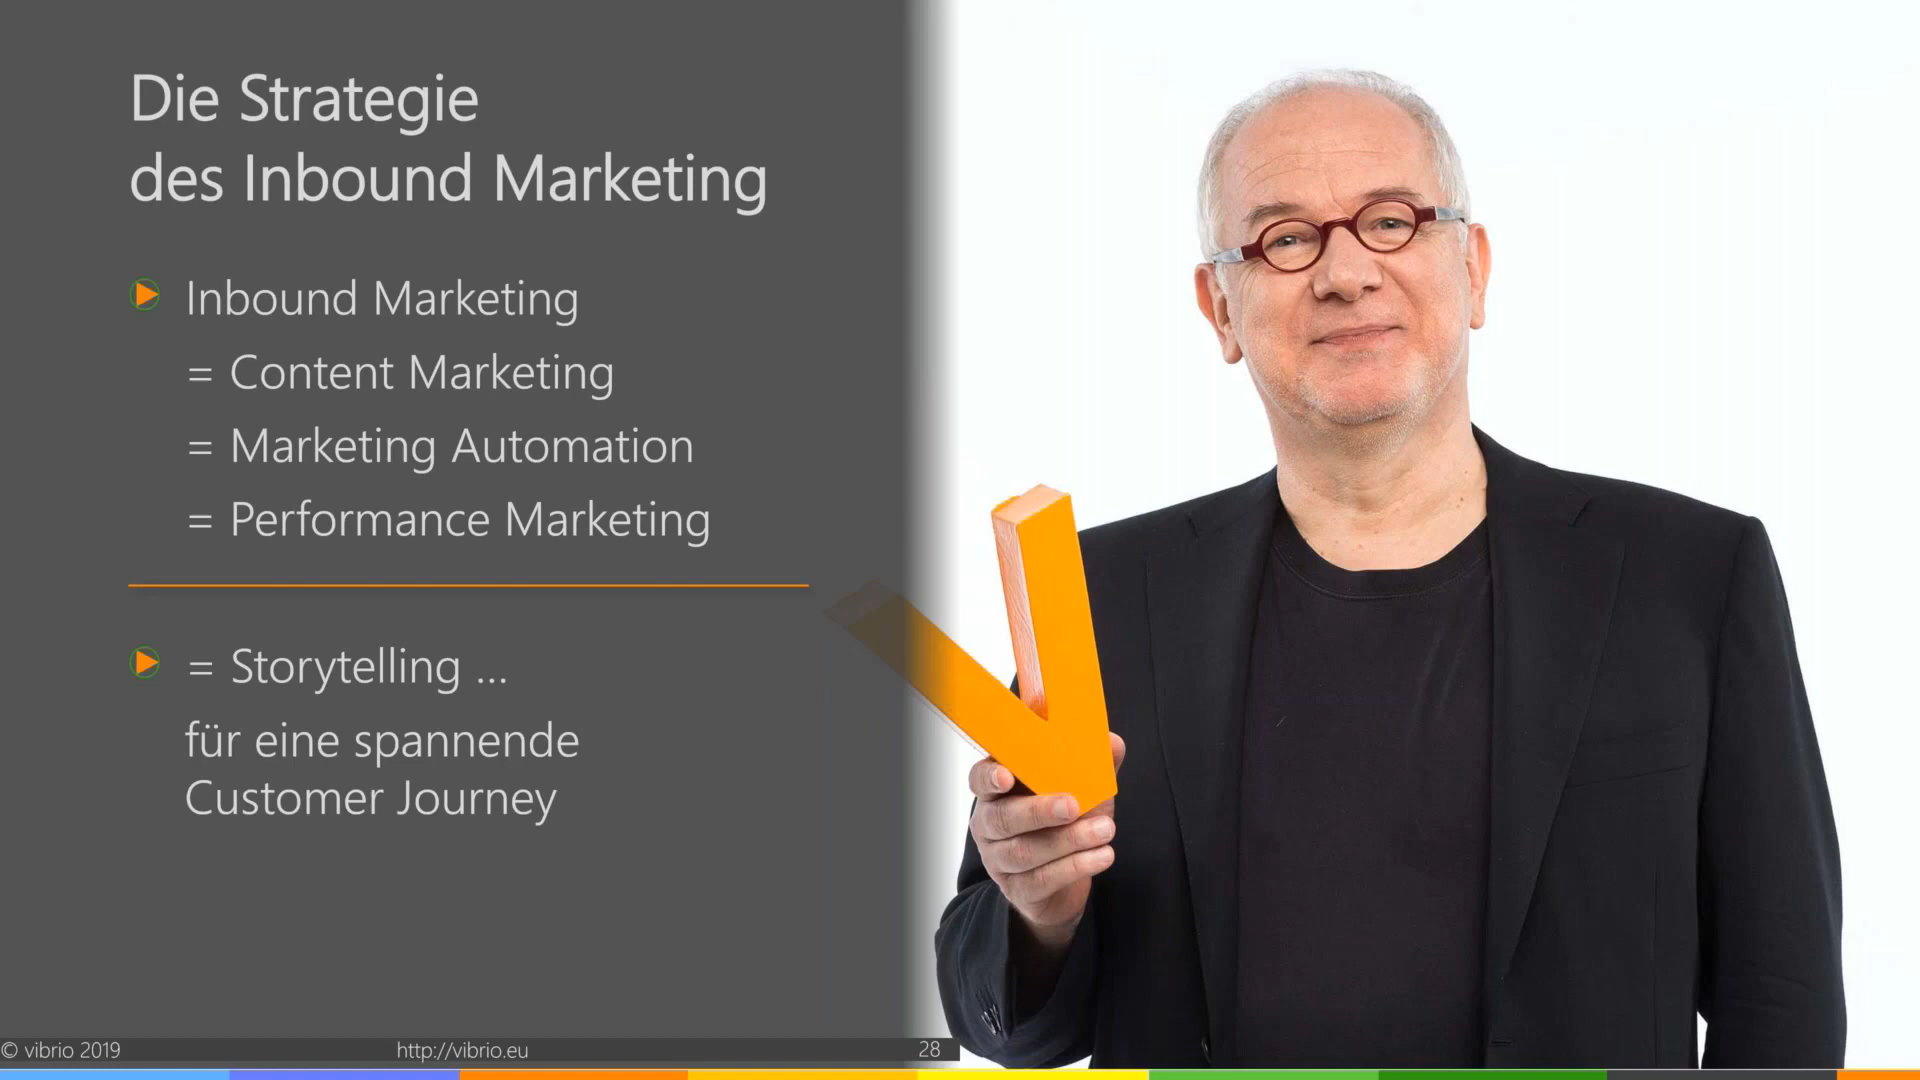 Die Strategie
des Inbound Marketing
Inbound Marketing
= Content Marketing
= Marketing Automation
= Performance Marketing
= Storytelling ...
für eine spannende
Customer Journey
© vibrio 2019
http://vibrio.eu
28